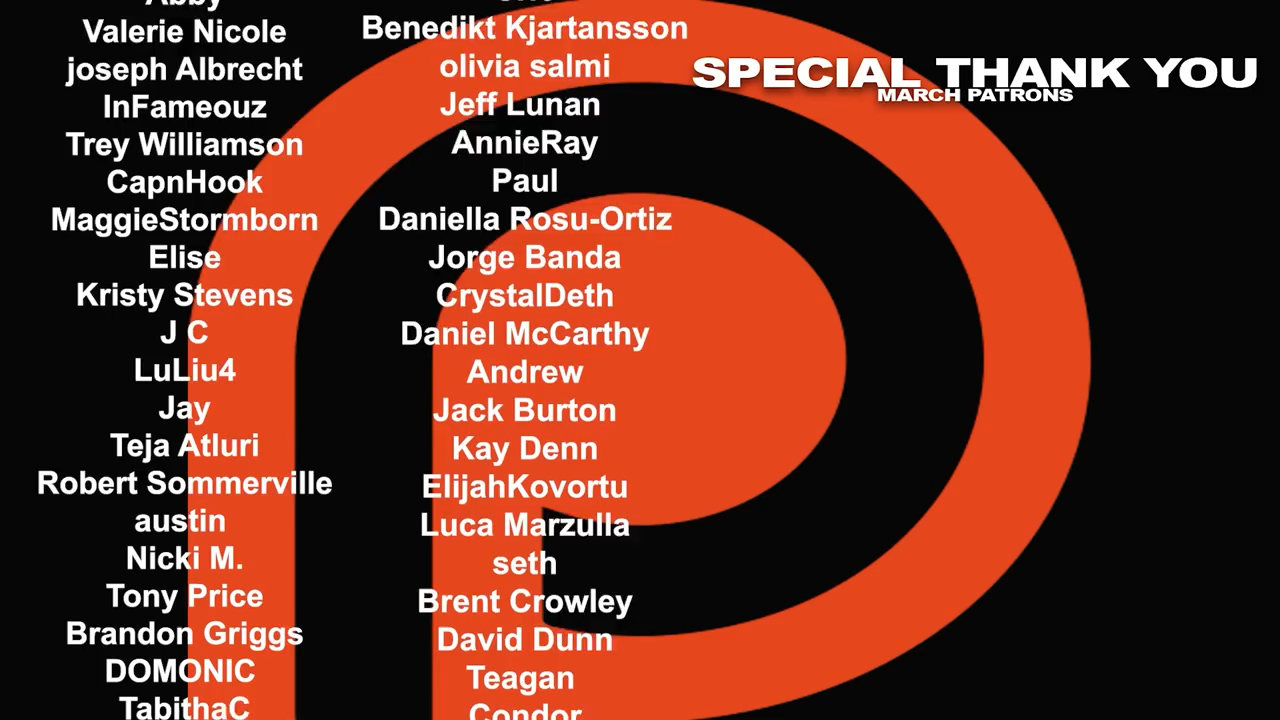 Abby
Valerie Nicole
joseph Albrecht
InFameouz
Trey Williamson
CapnHook
MaggieStormborn
Elise
Kristy Stevens
J C
LuLiu4
Jay
Teja Atluri
Robert Sommerville
austin
Nicki M.
Tony Price
Brandon Griggs
DOMONIC
TabithaC
Benedikt Kjartansson
olivia salmi
Jeff Lunan
AnnieRay
Paul
Daniella Rosu-Ortiz
Jorge Banda
CrystalDeth
Daniel McCarthy
Andrew
Jack Burton
Kay Denn
ElijahKovortu
Luca Marzulla
seth
Brent Crowley
David Dunn
Teagan
Condor
SPECIAL THANK YOU
MARCH PATRONS